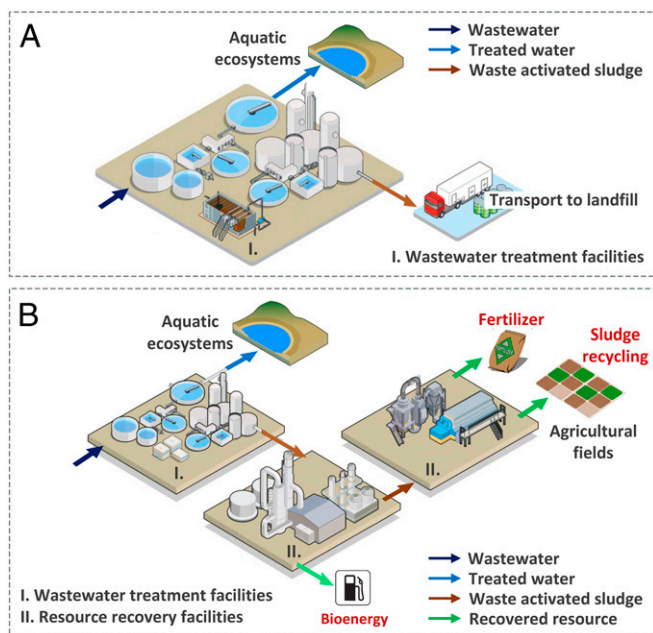 A
Aquatic
ecosystems
Wastewater
Treated water
Waste activated sludge
I.
Transport to landfill
I. Wastewater treatment facilities
B
Aquatic
ecosystems
Fertilizer
Sludge
recycling
I.
II.
Agricultural
fields
II.
Wastewater
Treated water
Waste activated sludge
Recovered resource
I. Wastewater treatment facilities
II. Resource recovery facilities
Bioenergy